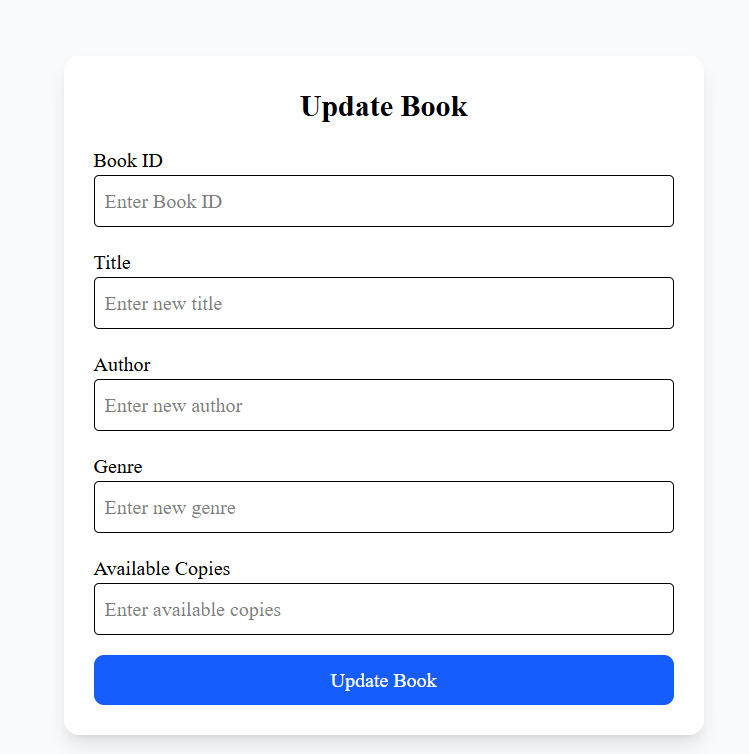 Update Book
Book ID
Enter Book ID
Title
Enter new title
Author
Enter new author
Genre
Enter new genre
Available Copies
Enter available copies
Update Book